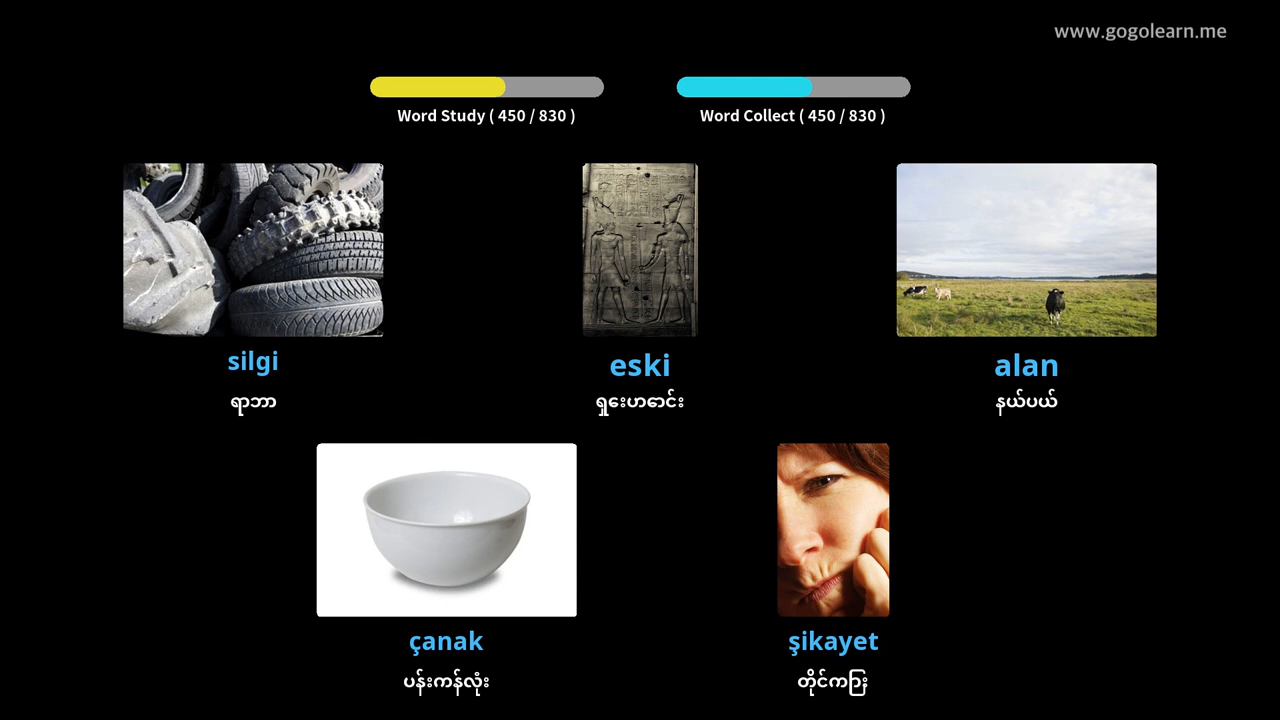 www.gogolearn.me
Word Study ( 450 / 830 )
Word Collect ( 450 / 830 )
silgi
ရာဘာ
eski
ရှေးဟောင်း
alan
နယ်ပယ်
çanak
ပန်းကန်လုံး
şikayet
တိုင်ကြား